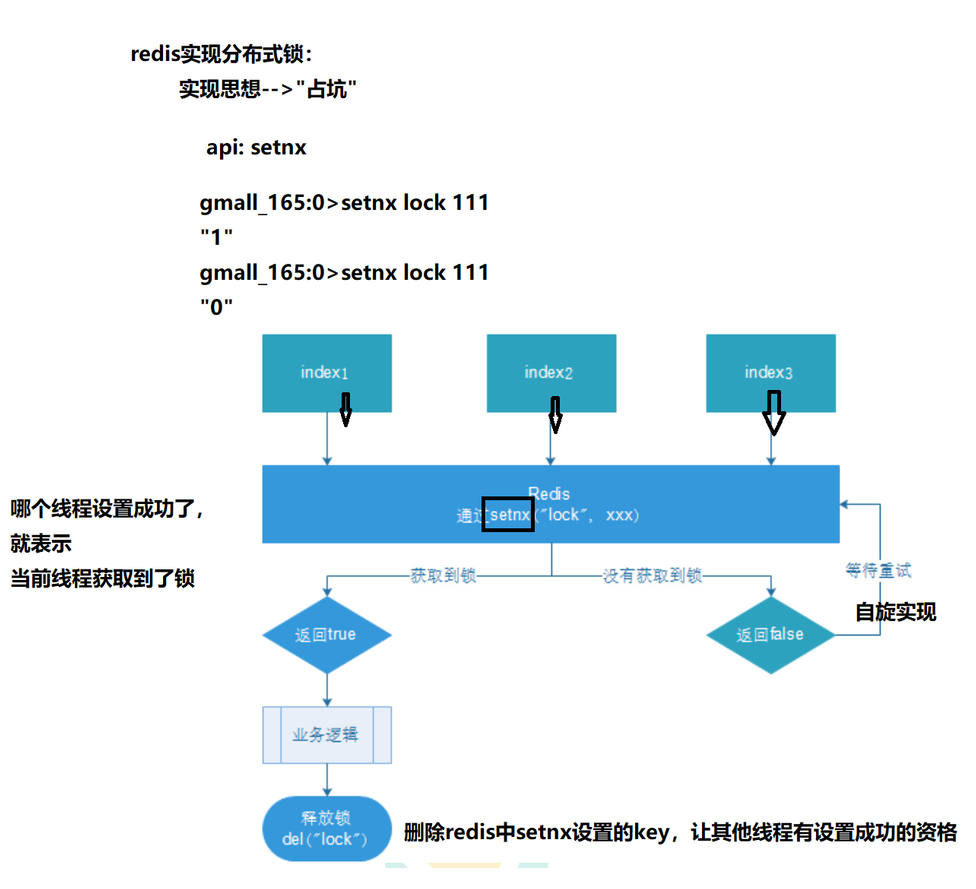 redis实现分布式锁：
实现思想-->"占坑"
api: setnx
gmall_165:0>setnx lock 111
"1"
gmall_165:0>setnx lock 111
"0"
index1
index2
index3
Redis
通过setnx("lock", xxx)
哪个线程设置成功了，
就表示
当前线程获取到了锁
获取到锁
没有获取到锁
等待重试
自旋实现
返回true
返回false
业务逻辑
释放锁
del("lock")
删除redis中setnx设置的key，让其他线程有设置成功的资格